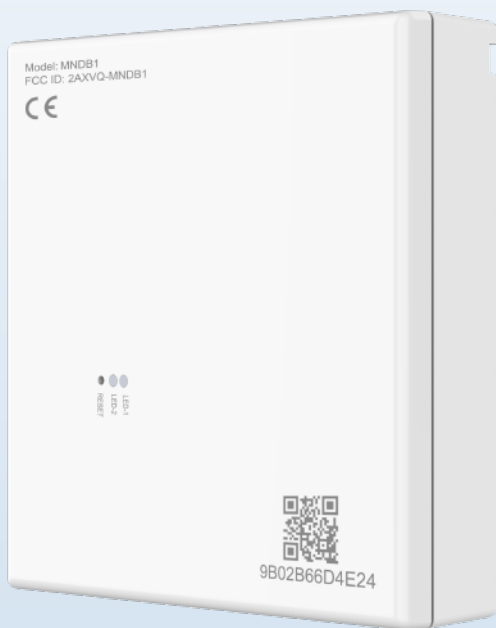 Model: MNDB1
FCC ID: 2AXVQ-MNDB1
CE
RESET
LED-2
LED-1
9B02B66D4E24